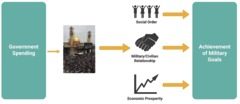 Government
Spending
Social Order
Military/Civilian
Relationship
Economic Prosperity
Achievement
of Military
Goals